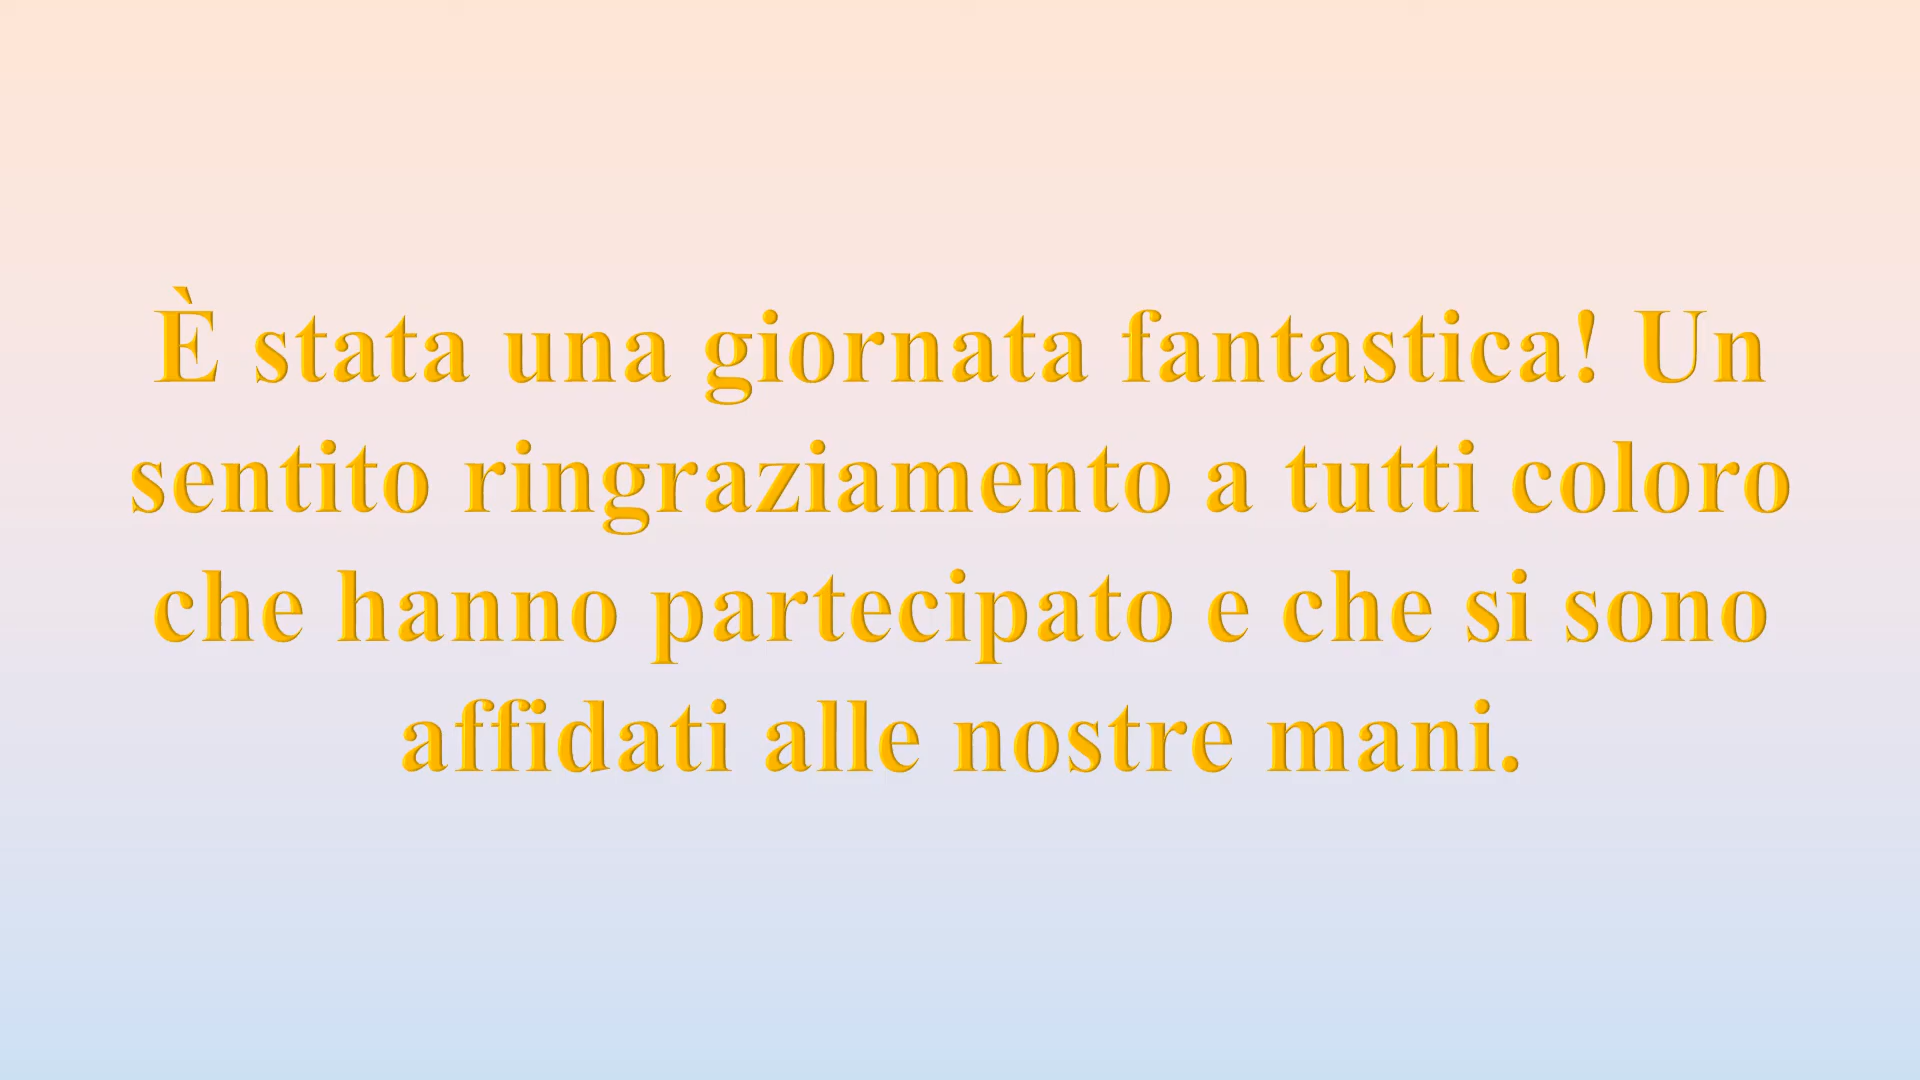 È stata una giornata fantastica! Un
sentito ringraziamento a tutti coloro
che hanno partecipato e che si sono
affidati alle nostre mani.